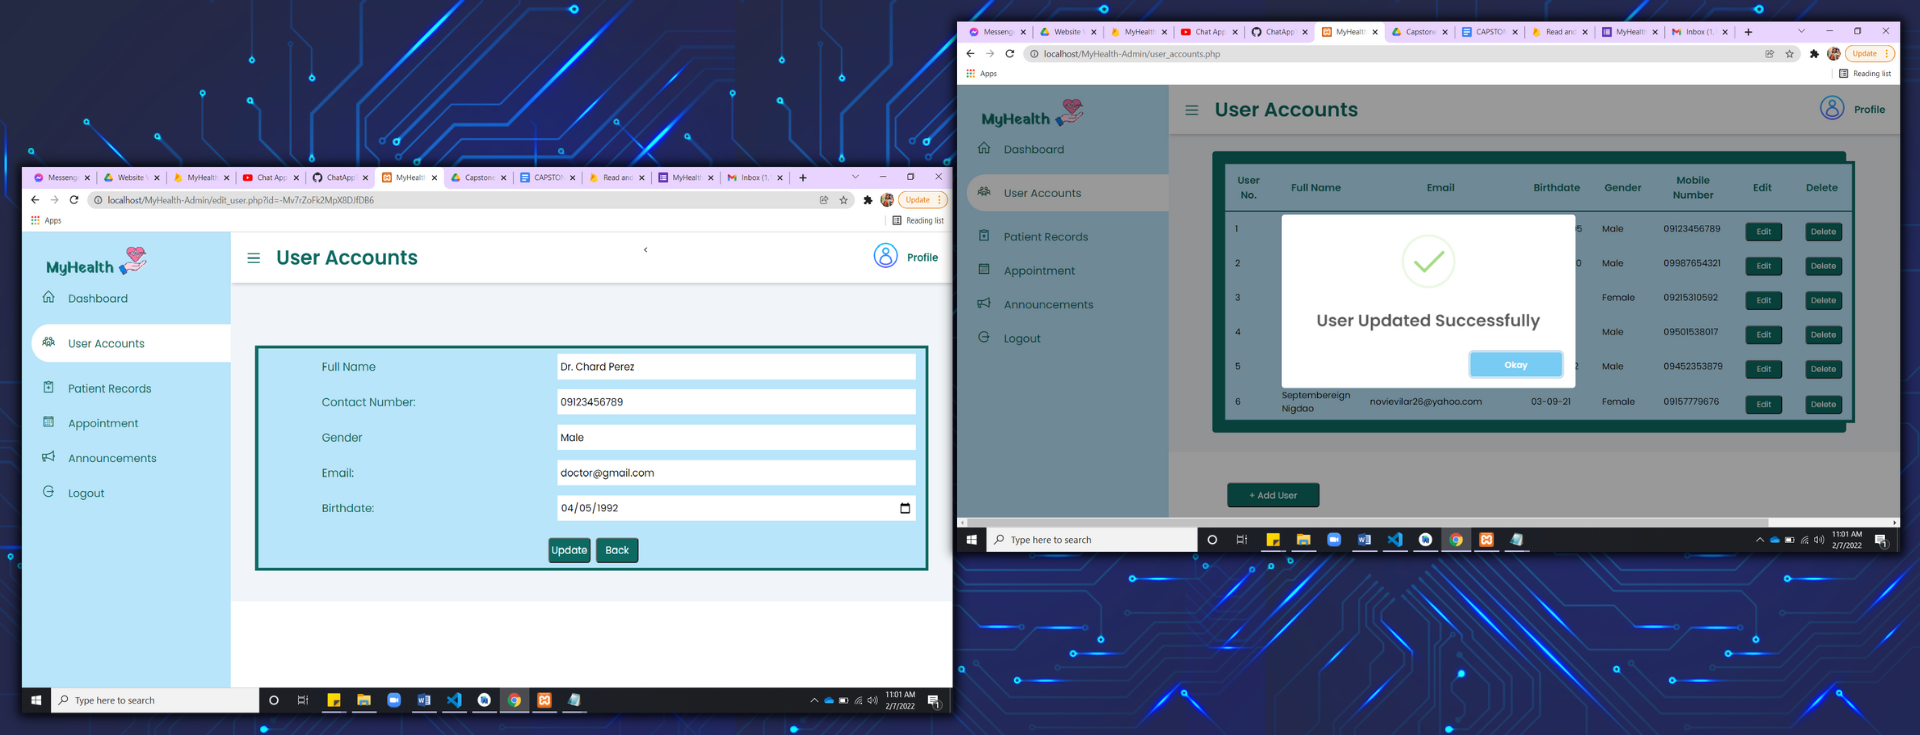 Messeng
Website
MyHealth
Chat App
ChatApp
MyHealth
Capstone
CAPSTON
Read and
MyHealth
Inbox (1,
localhost/MyHealth-Admin/edit_user.php?id=-Mv7rZoFk2MpX8DJfDB6
Update
Apps
Reading list
MyHealth
Dashboard
User Accounts
Patient Records
Appointment
Announcements
Logout
User Accounts
Profile
Full Name
Dr. Chard Perez
Contact Number:
09123456789
Gender
Male
Email:
doctor@gmail.com
Birthdate:
04/05/1992
Update
Back
Type here to search
11:01 AM
2/7/2022
Messeng
Website
MyHealth
Chat App
ChatApp
MyHealth
Capstone
CAPSTON
Read and
MyHealth
Inbox (1,
localhost/MyHealth-Admin/user_accounts.php
Update
Apps
Reading list
MyHealth
Dashboard
User Accounts
Patient Records
Appointment
Announcements
Logout
User Accounts
Profile
User No. Full Name Email Birthdate Gender Mobile Number Edit Delete
1 5 Male 09123456789 Edit Delete
2 0 Male 09987654321 Edit Delete
3 Female 09215310592 Edit Delete
4 Male 09501538017 Edit Delete
5 2 Male 09452353879 Edit Delete
6 Septembereign Nigdao novievilar26@yahoo.com 03-09-21 Female 09157779676 Edit Delete
User Updated Successfully
Okay
+ Add User
Type here to search
11:01 AM
2/7/2022